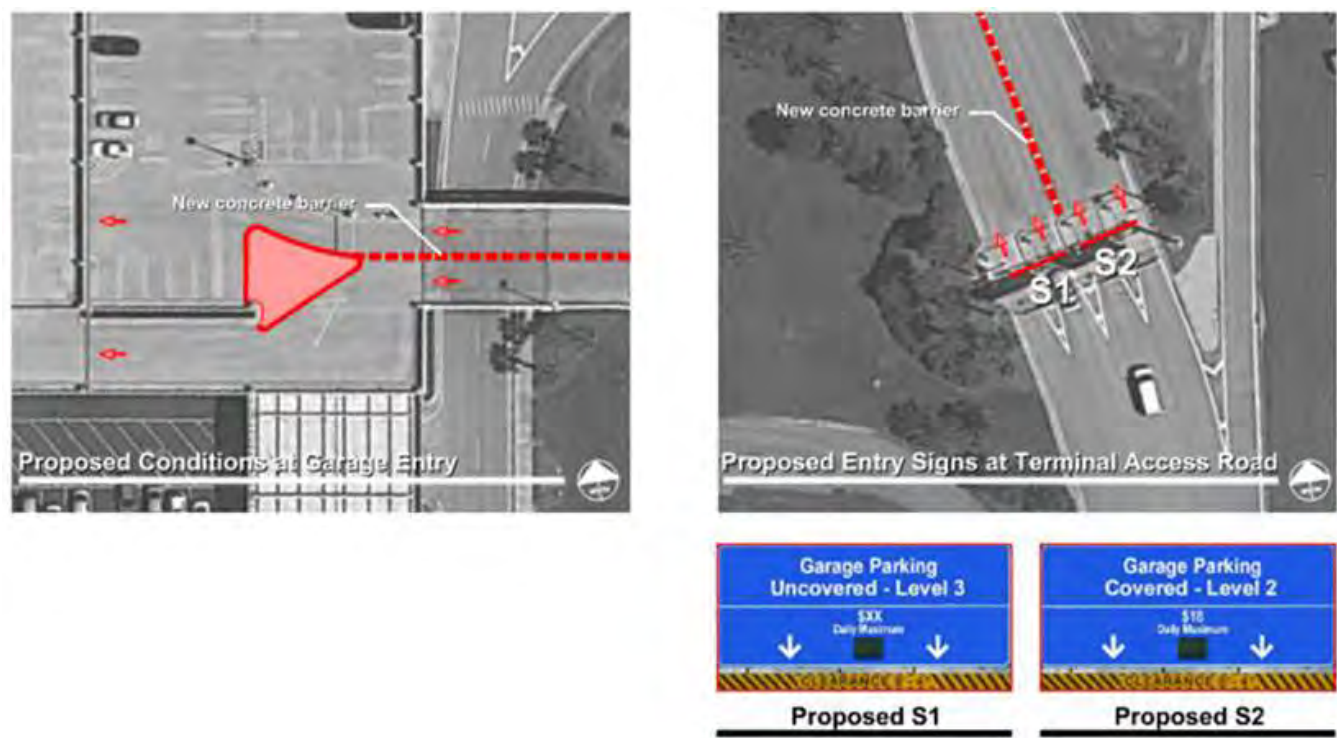 New concrete barrier
Proposed Conditions at Garage Entry
New concrete barrier
S1
S2
Proposed Entry Signs at Terminal Access Road
Garage Parking
Uncovered - Level 3
$XX
Daily Maximum
Proposed S1
Garage Parking
Covered - Level 2
$18
Daily Maximum
CLEARANCE
Proposed S2